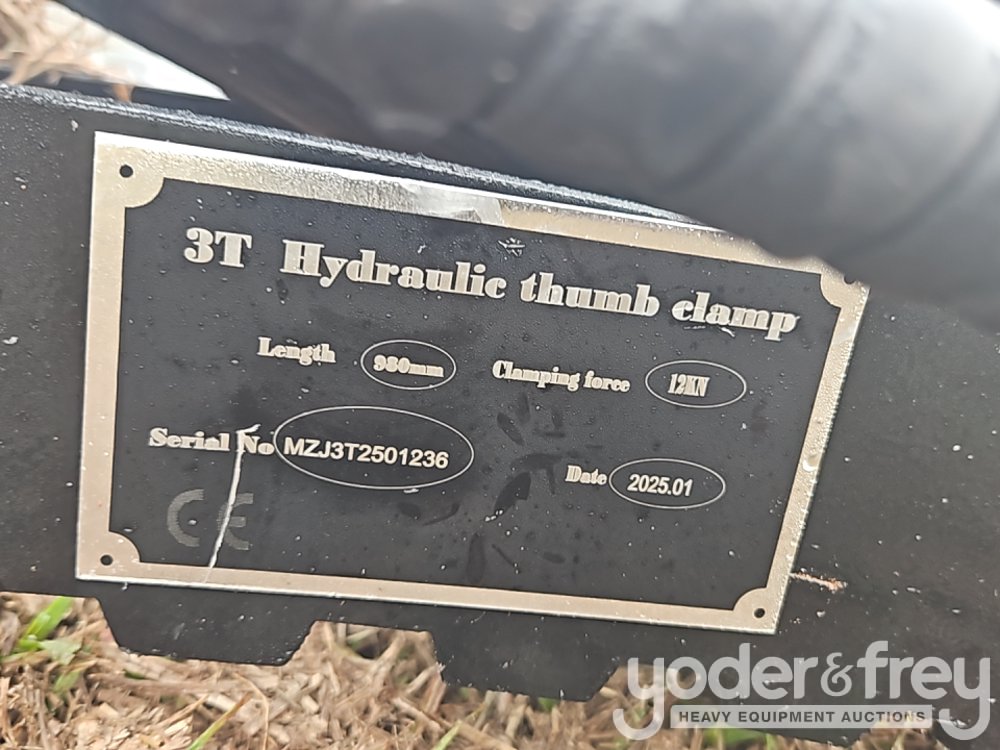 3T Hydraulic thumb clamp
Length 980mm Clamping force 12KN
Serial No MZJ3T2501236 Date 2025.01
CE
yoder&frey
HEAVY EQUIPMENT AUCTIONS